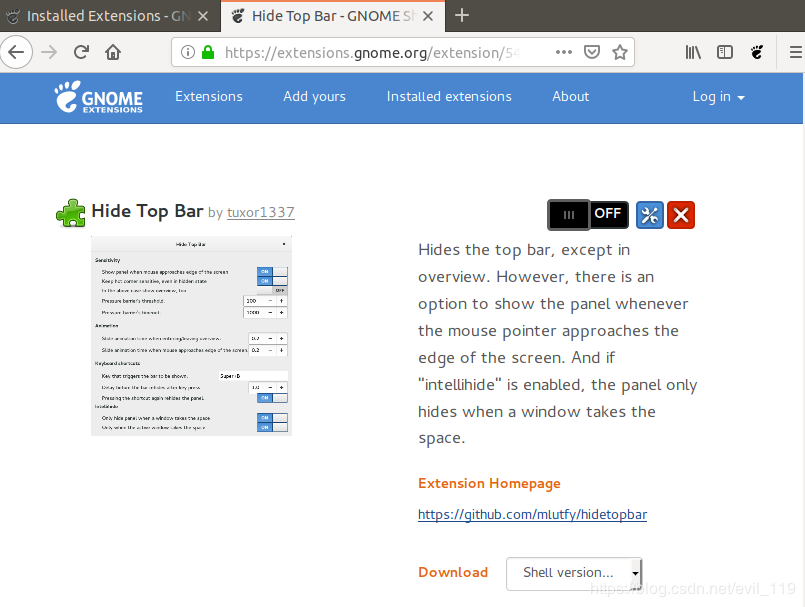 Installed Extensions - GN
Hide Top Bar - GNOME Sh
https://extensions.gnome.org/extension/54
GNOME
EXTENSIONS
Extensions
Add yours
Installed extensions
About
Log in
Hide Top Bar by tuxor1337
OFF
Hide Top Bar
Sensitivity
Show panel when mouse approaches edge of the screen
ON
Keep hot corner sensitive, even in hidden state
ON
In the above case show overview, too
OFF
Pressure barrier's threshold.
100 - +
Pressure barrier's timeout.
1000 - +
Animation
Slide animation time when entering/leaving overview.
0.2 - +
Slide animation time when mouse approaches edge of the screen.
0.2 - +
Keyboard shortcuts
Key that triggers the bar to be shown.
Super+B
Delay before the bar rehides after key press.
1.0 - +
Pressing the shortcut again rehides the panel.
ON
Intellihide
Only hide panel when a window takes the space
ON
Only when the active window takes the space
ON
Hides the top bar, except in
overview. However, there is an
option to show the panel whenever
the mouse pointer approaches the
edge of the screen. And if
"intellihide" is enabled, the panel only
hides when a window takes the
space.
Extension Homepage
https://github.com/mlutfy/hidetopbar
Download
Shell version...
https://blog.csdn.net/evil_119